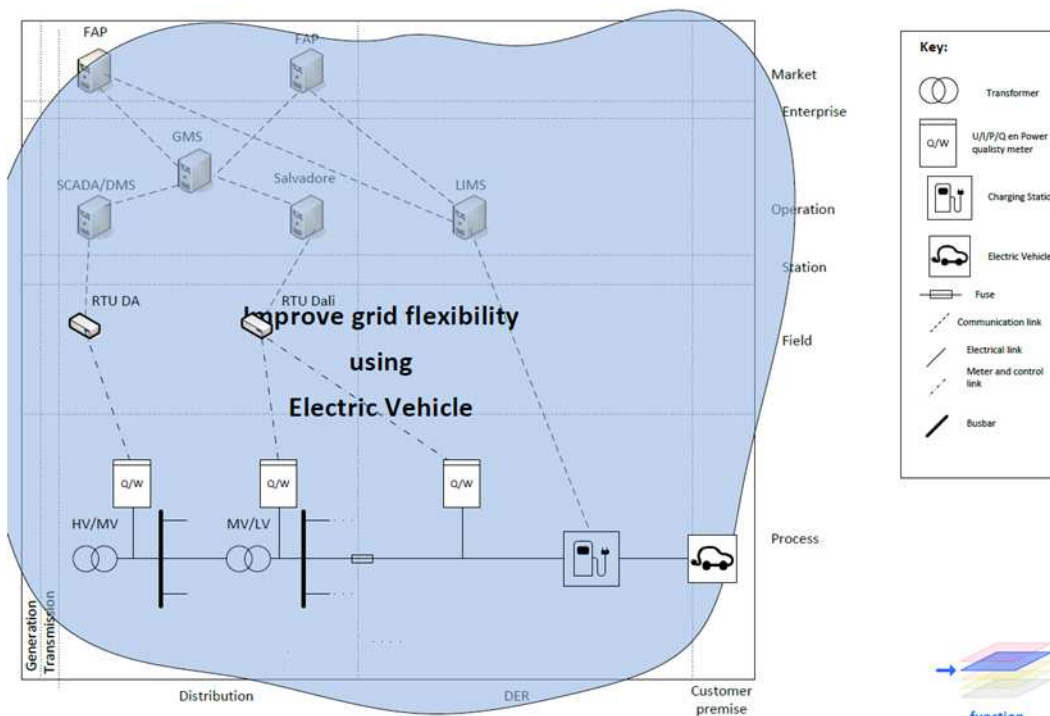 FAP
FAP
Market
Enterprise
GMS
SCADA/DMS
Salvadore
LIMS
Operation
Station
RTU DA
RTU Dali
Improve grid flexibility
using
Electric Vehicle
Field
Q/W
Q/W
Q/W
HV/MV
MV/LV
Process
Generation
Transmission
Distribution
DER
Customer
premise
Key:
Transformer
Q/W
U/I/P/Q en Power
qualisty meter
Charging Statio
Electric Vehicle
Fuse
Communication link
Electrical link
Meter and control
link
Busbar
function